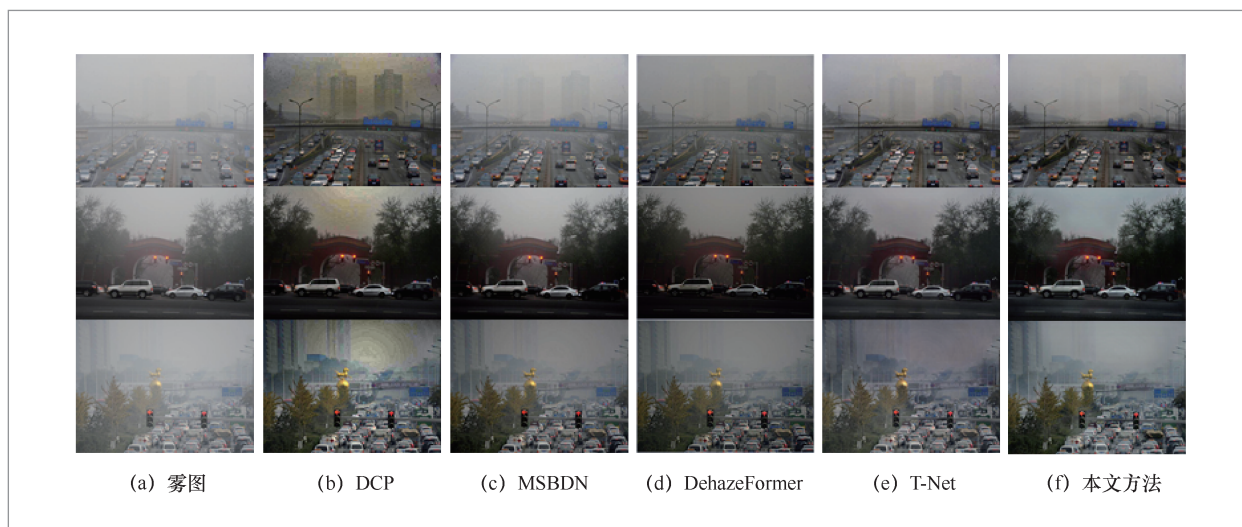 (a) 雾图 (b) DCP (c) MSBDN (d) DehazeFormer (e) T-Net (f) 本文方法